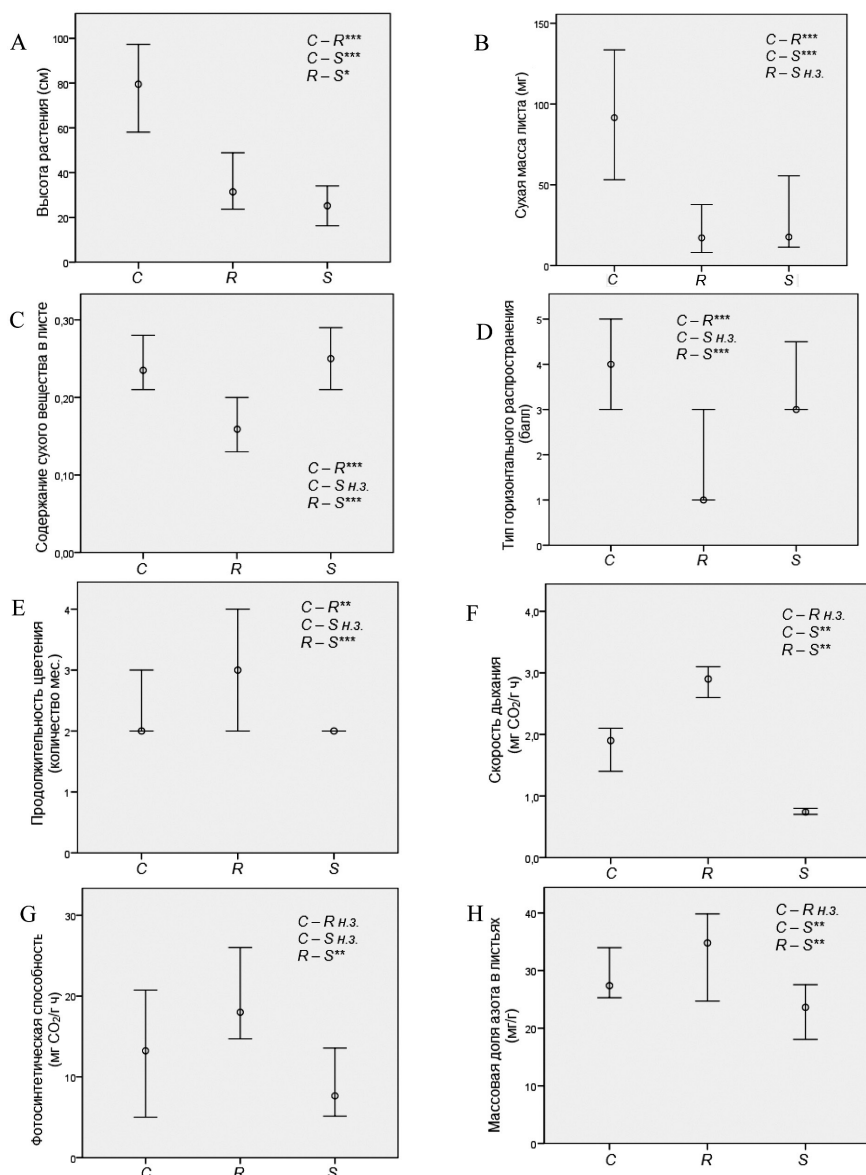 A
Высота растения (см)
100
80
60
40
20
0
C – R***
C – S***
R – S*
C R S
B
Сухая масса листа (мг)
150
100
50
0
C – R***
C – S***
R – S н.з.
C R S
C
Содержание сухого вещества в листе
0,30
0,20
0,10
0,00
C – R***
C – S н.з.
R – S***
C R S
D
Тип горизонтального распространения
(балл)
5
4
3
2
1
0
C – R***
C – S н.з.
R – S***
C R S
E
Продолжительность цветения
(количество мес.)
4
3
2
1
0
C – R**
C – S н.з.
R – S***
C R S
F
Скорость дыхания
(мг CO₂/г ч)
4,0
3,0
2,0
1,0
0,0
C – R н.з.
C – S**
R – S**
C R S
G
Фотосинтетическая способность
(мг CO₂/г ч)
30
20
10
0
C – R н.з.
C – S н.з.
R – S**
C R S
H
Массовая доля азота в листьях
(мг/г)
40
30
20
10
0
C – R н.з.
C – S**
R – S**
C R S